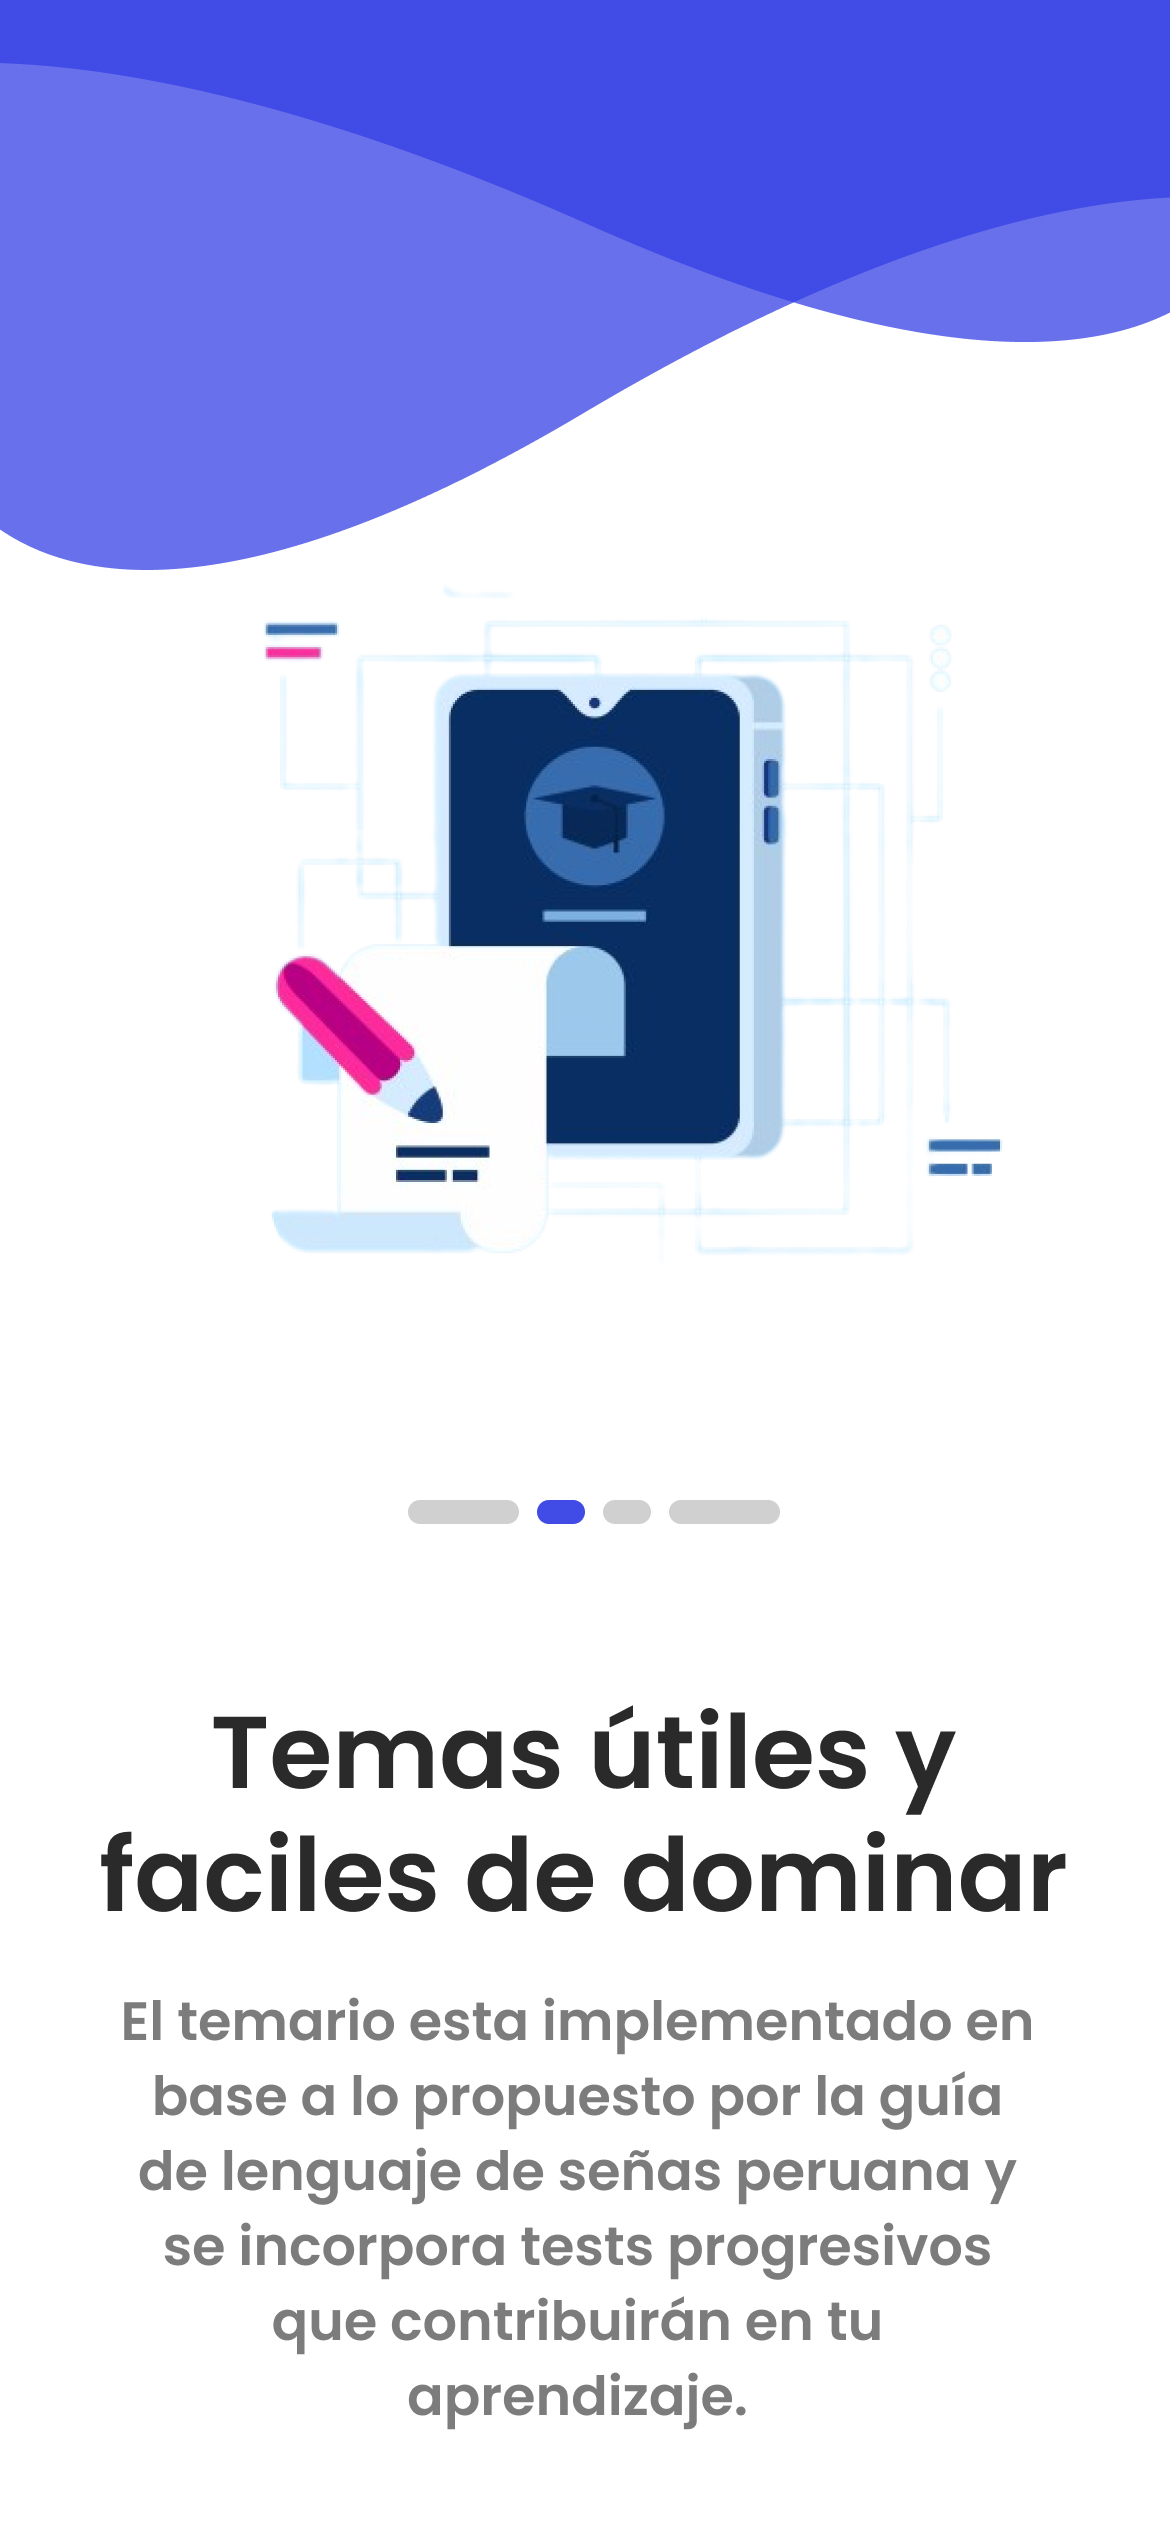 Temas útiles y
faciles de dominar
El temario esta implementado en
base a lo propuesto por la guía
de lenguaje de señas peruana y
se incorpora tests progresivos
que contribuirán en tu
aprendizaje.